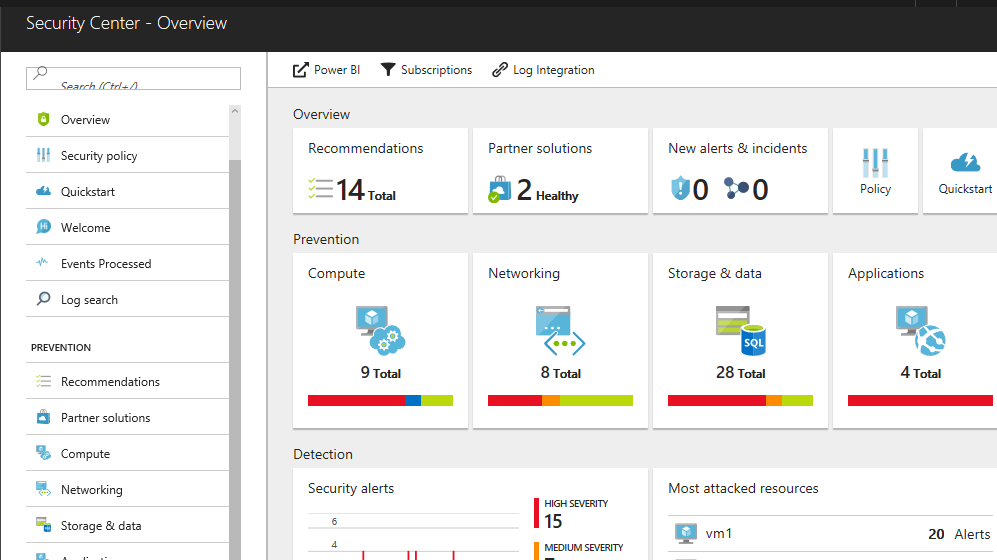 Security Center - Overview
Search (Ctrl+/)
Overview
Security policy
Quickstart
Welcome
Events Processed
Log search
PREVENTION
Recommendations
Partner solutions
Compute
Networking
Storage & data
Power BI
Subscriptions
Log Integration
Overview
Recommendations
14 Total
Partner solutions
2 Healthy
New alerts & incidents
0
0
Policy
Quickstart
Prevention
Compute
9 Total
Networking
8 Total
Storage & data
SQL
28 Total
Applications
4 Total
Detection
Security alerts
6
4
HIGH SEVERITY
15
MEDIUM SEVERITY
Most attacked resources
vm1
20 Alerts